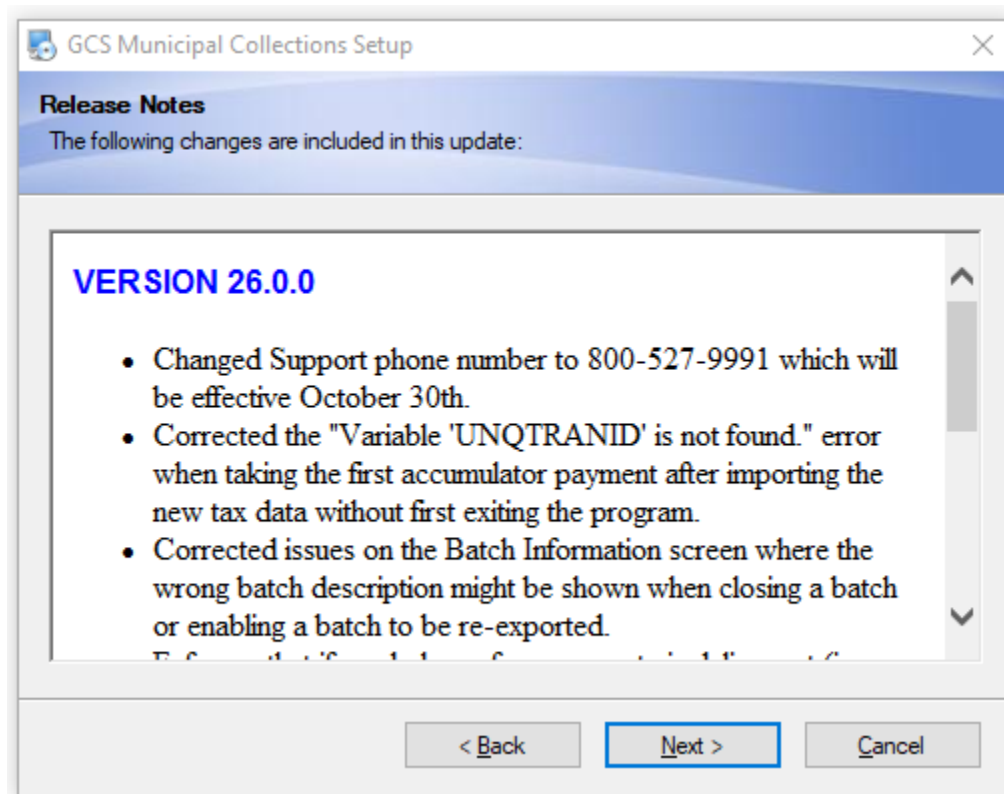 GCS Municipal Collections Setup
Release Notes
The following changes are included in this update:
VERSION 26.0.0
• Changed Support phone number to 800-527-9991 which will
be effective October 30th.
• Corrected the "Variable 'UNQTRANID' is not found." error
when taking the first accumulator payment after importing the
new tax data without first exiting the program.
• Corrected issues on the Batch Information screen where the
wrong batch description might be shown when closing a batch
or enabling a batch to be re-exported.
< Back
Next >
Cancel